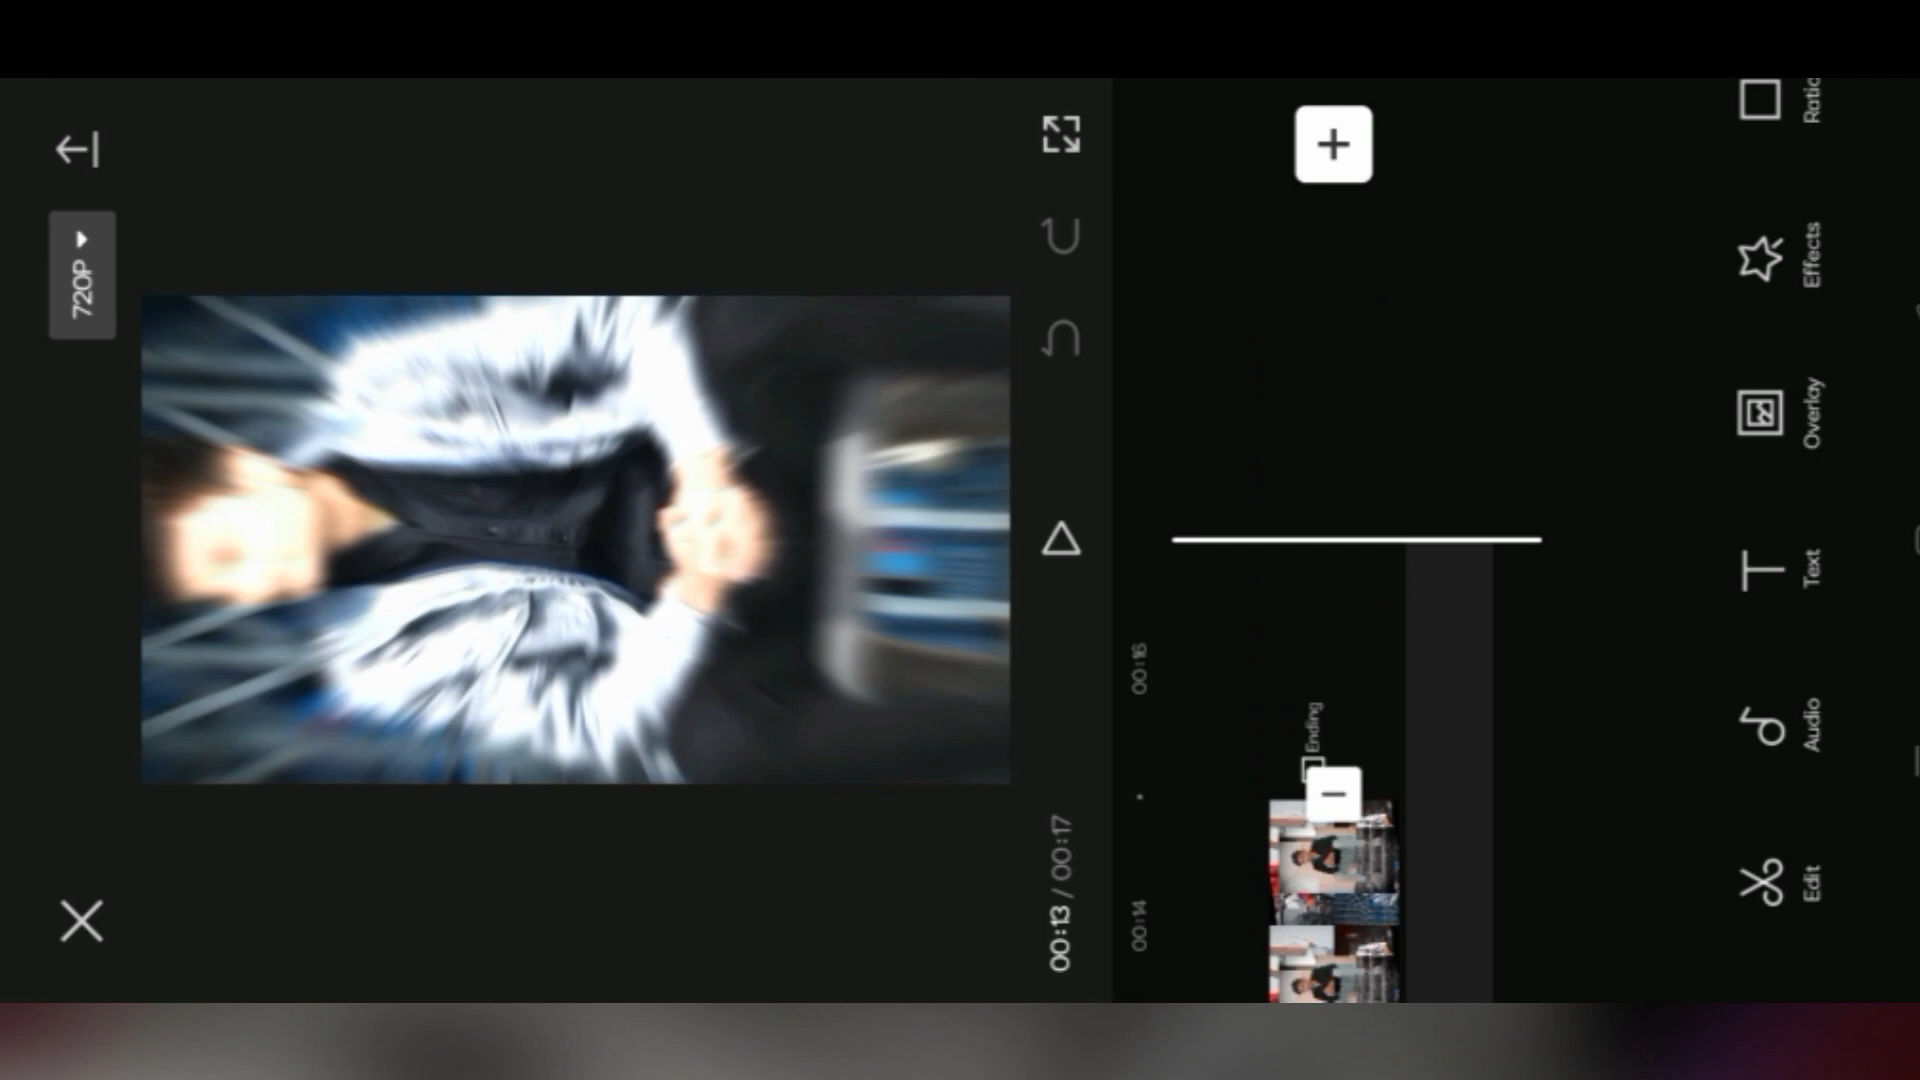 720P
00:13 / 00:17
00:14
00:16
Ending
Edit
Audio
Text
Overlay
Effects
Ratio